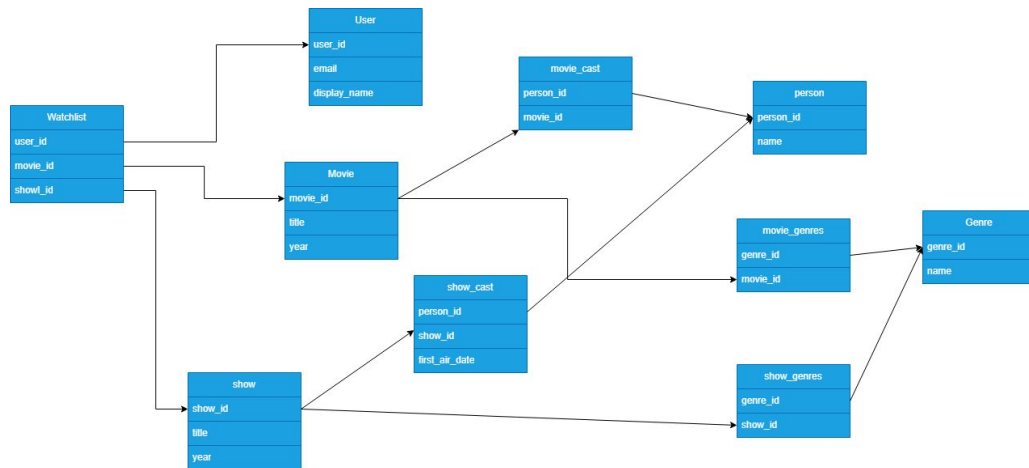 User
user_id
email
display_name
movie_cast
person_id
movie_id
person
person_id
name
Watchlist
user_id
movie_id
showl_id
Movie
movie_id
title
year
movie_genres
genre_id
movie_id
Genre
genre_id
name
show_cast
person_id
show_id
first_air_date
show
show_id
title
year
show_genres
genre_id
show_id